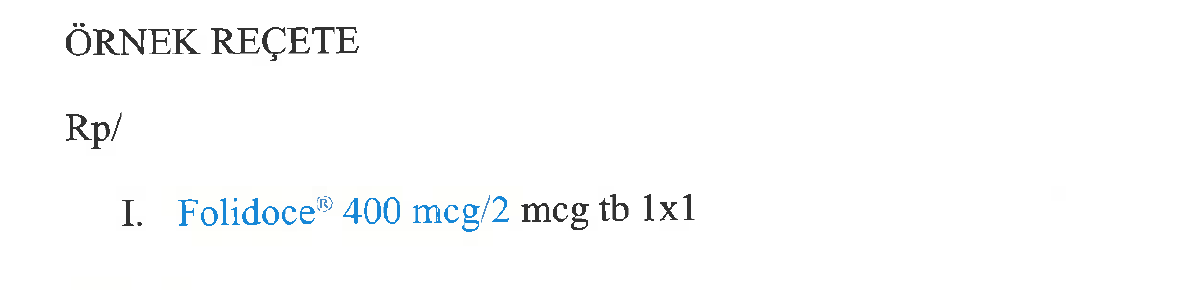 ÖRNEK REÇETE
Rp/
I. Folidoce® 400 mcg/2 mcg tb 1x1